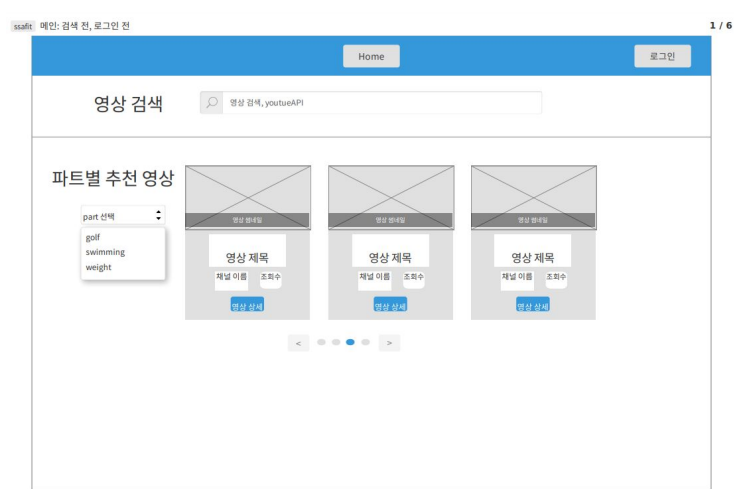 ssafit 메인: 검색 전, 로그인 전
1 / 6
Home
로그인
영상 검색
영상 검색, youtueAPI
파트별 추천 영상
part 선택
golf
swimming
weight
영상 썸네일
영상 제목
채널 이름 조회수
영상 상세
영상 썸네일
영상 제목
채널 이름 조회수
영상 상세
영상 썸네일
영상 제목
채널 이름 조회수
영상 상세
< >